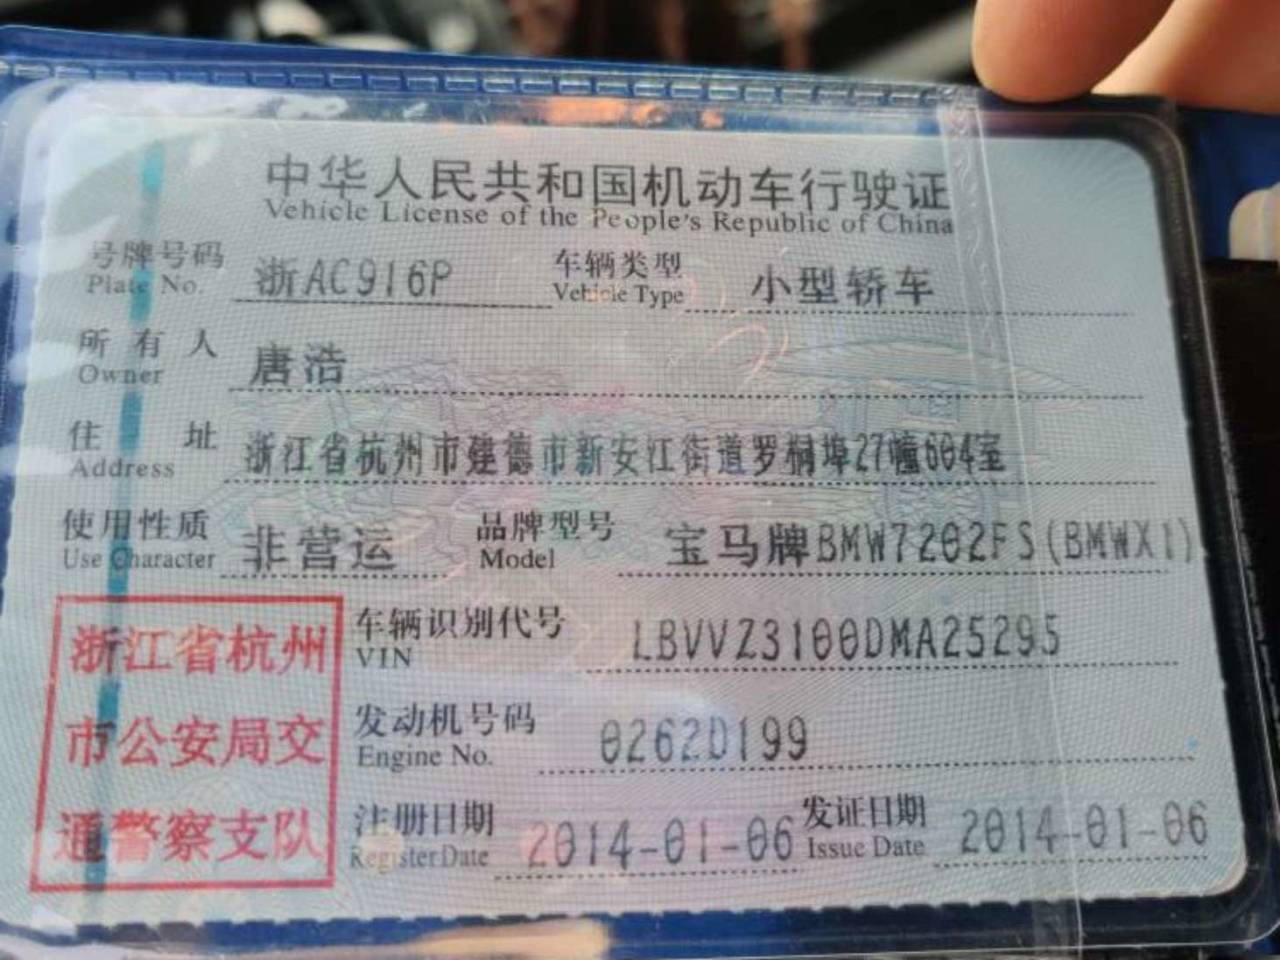 中华人民共和国机动车行驶证
Vehicle License of the People's Republic of China
号牌号码 浙AC916P 车辆类型 小型轿车
Plate No. Vehicle Type
所有人 唐浩
Owner
住址 浙江省杭州市建德市新安江街道罗桐埠27幢604室
Address
使用性质 非营运 品牌型号 宝马牌BMW7202FS(BMWX1)
Use Character Model
车辆识别代号 LBVVZ3100DMA25295
VIN
发动机号码 0262D199
Engine No.
注册日期 2014-01-06 发证日期 2014-01-06
Register Date Issue Date
浙江省杭州
市公安局交
通警察支队